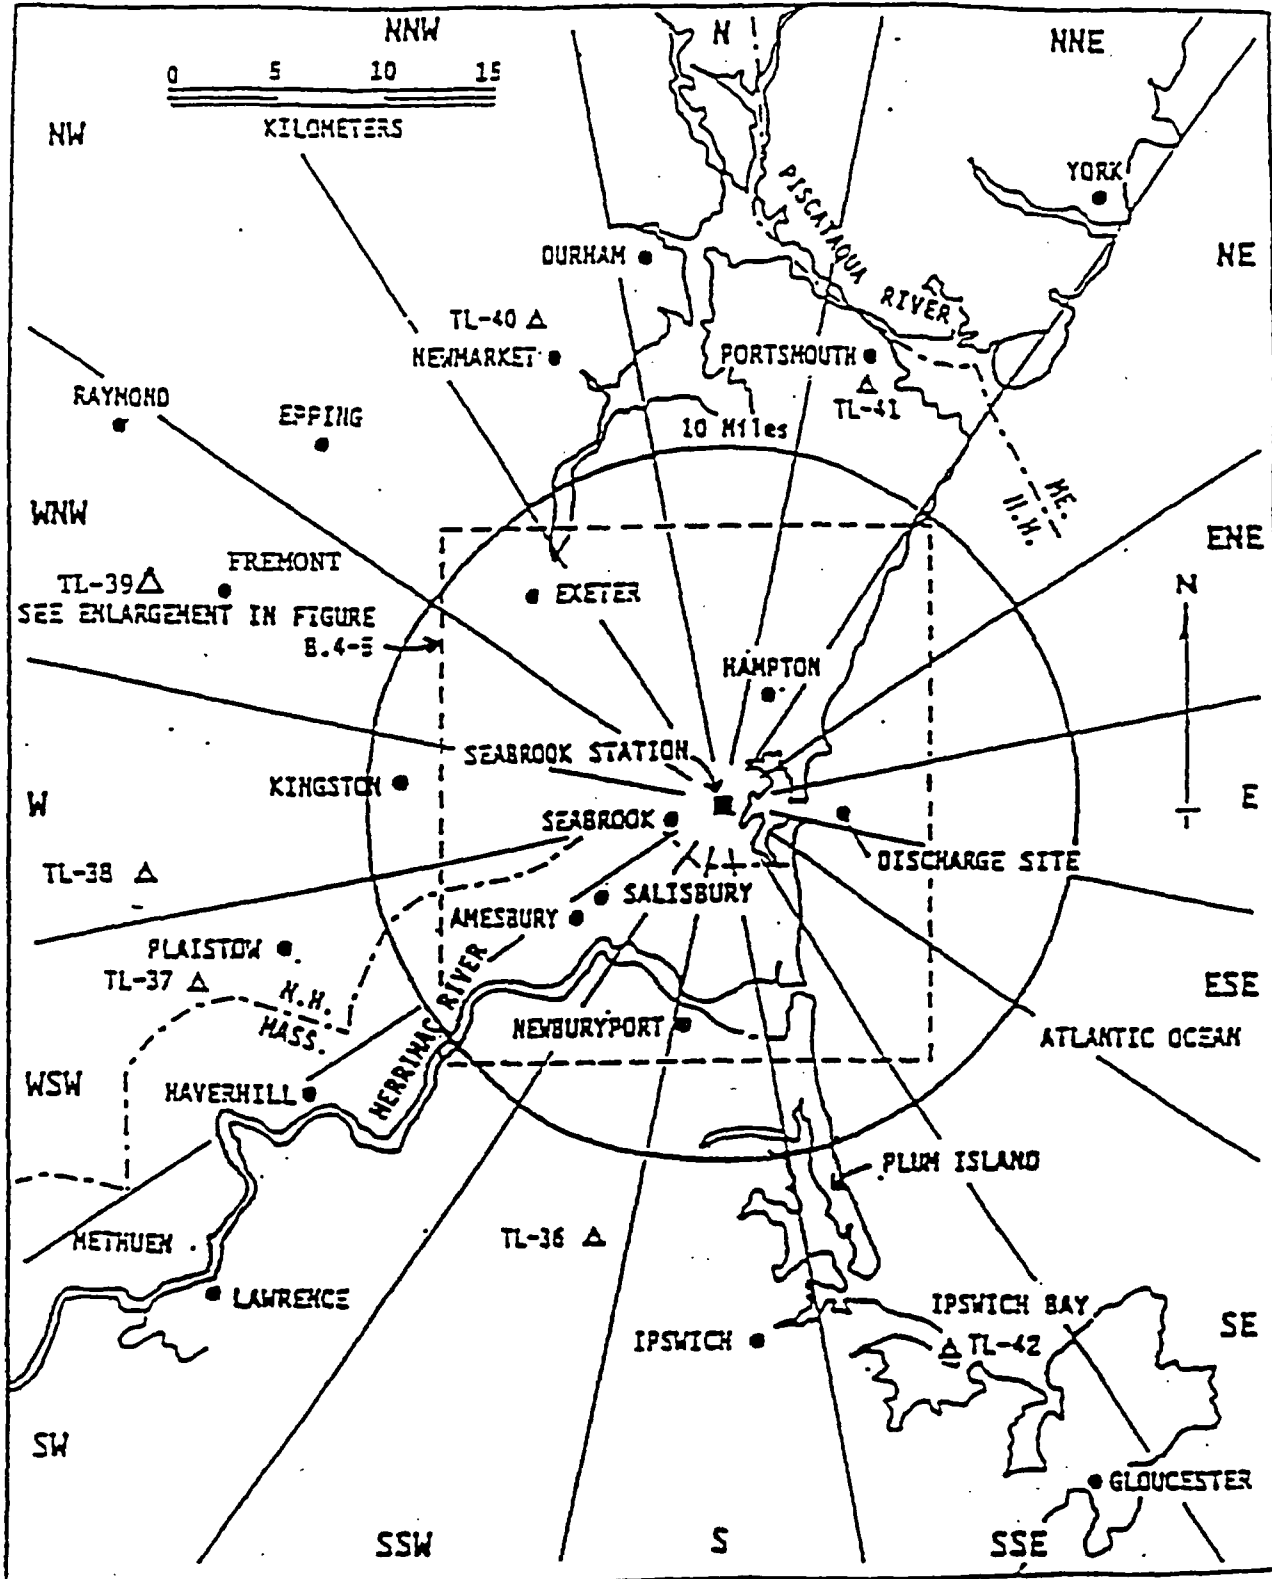 NNW
N
NNE
0 5 10 15
KILOMETERS
NW
YORK
PISCATAQUA
RIVER
NE
DURHAM
TL-40
NEWMARKET
PORTSMOUTH
TL-41
RAYMOND
EPPING
10 Miles
ME.
N.H.
WNW
ENE
FREMONT
TL-39
SEE ENLARGEMENT IN FIGURE
B.4-5
EXETER
N
HAMPTON
SEABROOK STATION
KINGSTON
W
E
SEABROOK
DISCHARGE SITE
TL-38
SALISBURY
AMESBURY
PLAISTOW
TL-37
N.H.
MASS.
MERRIMAC RIVER
NEWBURYPORT
ESE
ATLANTIC OCEAN
WSW
HAVERHILL
PLUM ISLAND
TL-36
METHUEN
LAWRENCE
IPSWICH BAY
IPSWICH
TL-42
SE
SW
GLOUCESTER
SSW
S
SSE